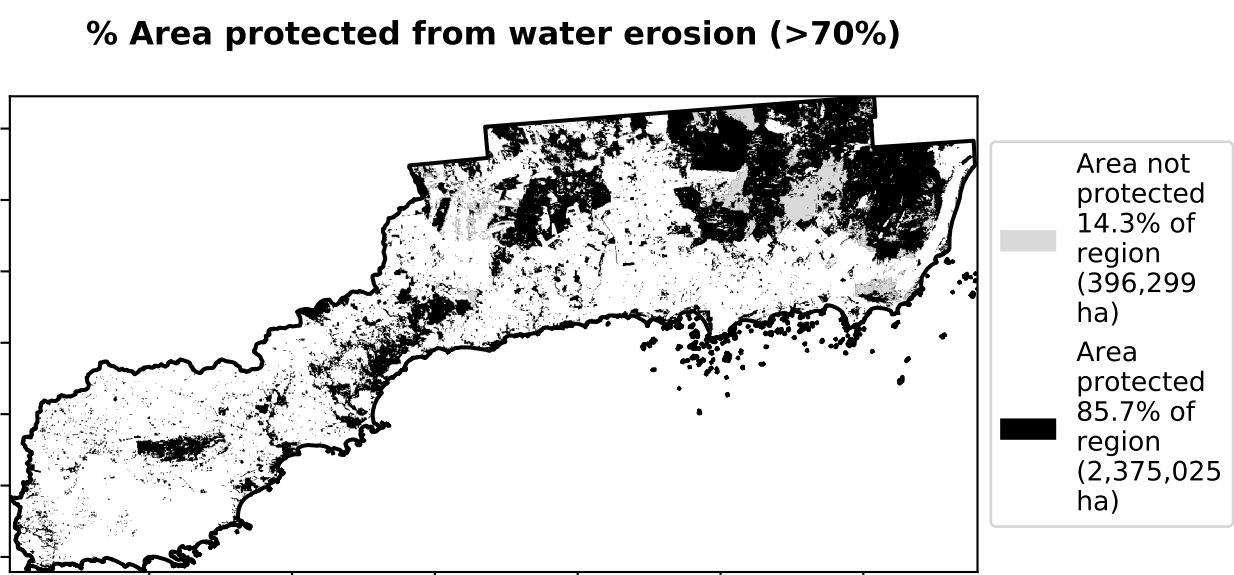 % Area protected from water erosion (>70%)
Area not
protected
14.3% of
region
(396,299
ha)
Area
protected
85.7% of
region
(2,375,025
ha)